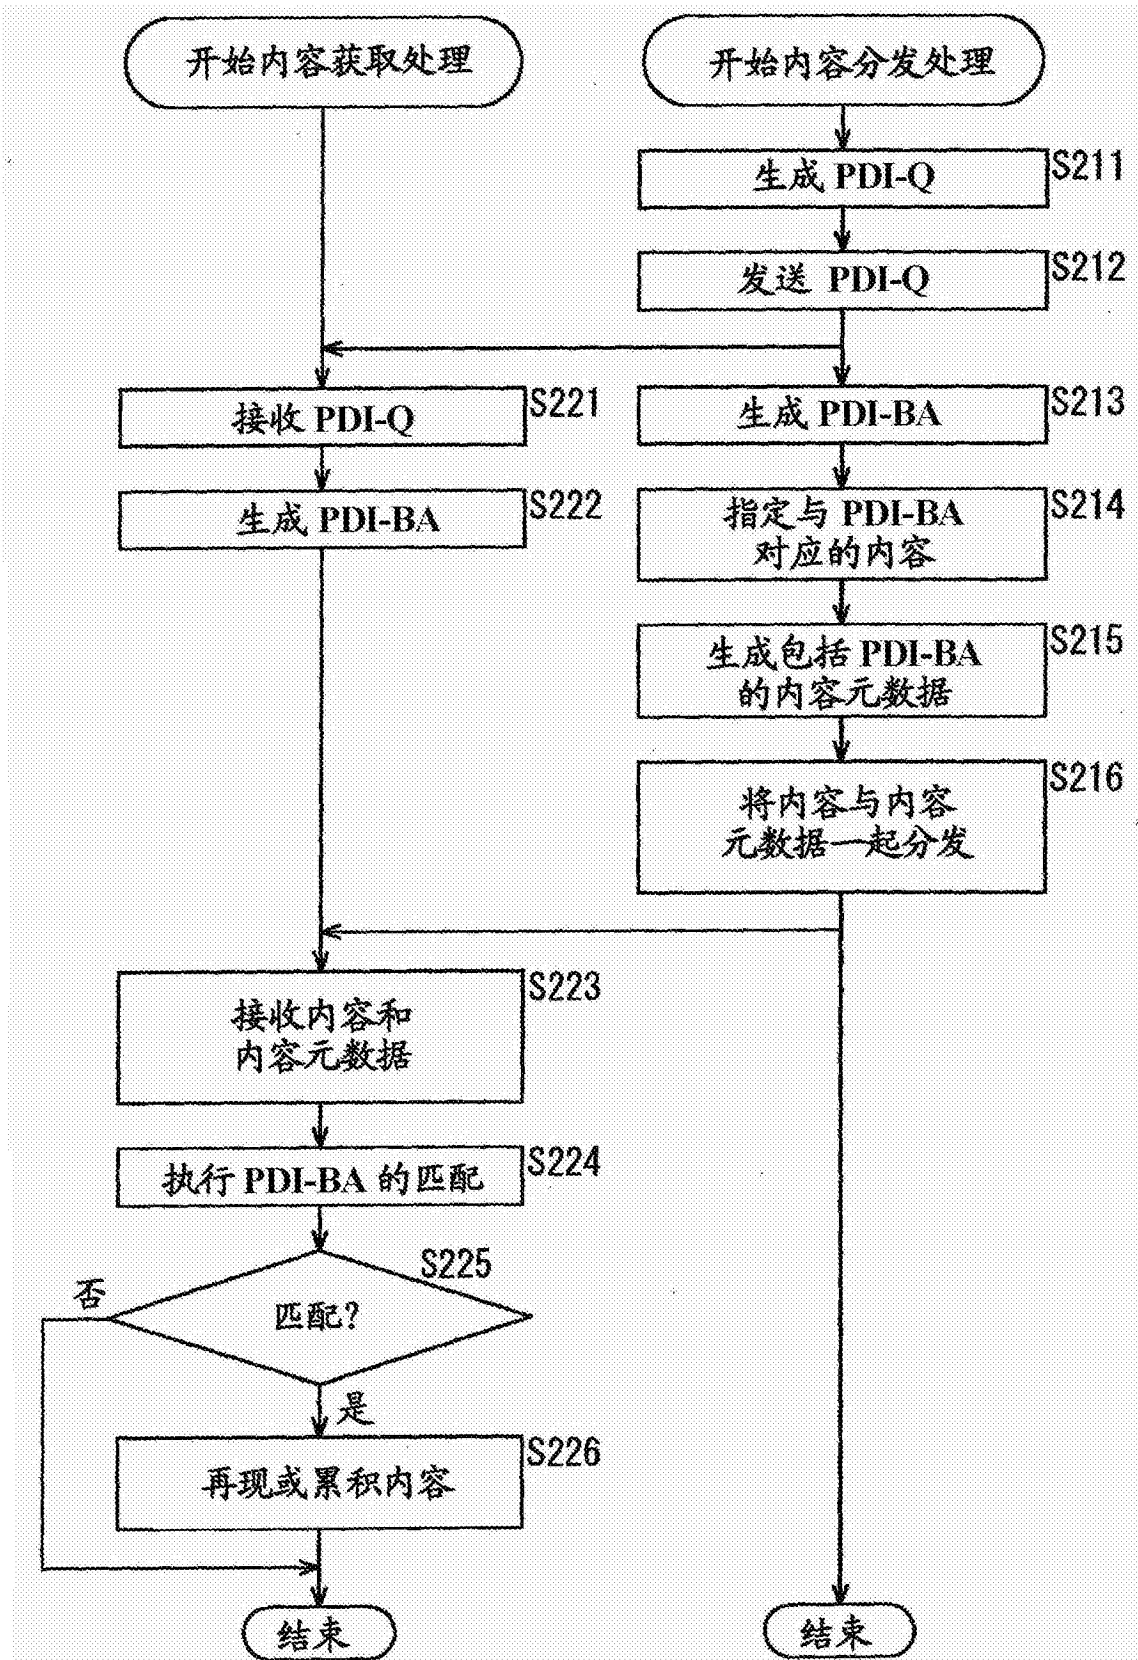 开始内容获取处理
开始内容分发处理
生成 PDI-Q
S211
发送 PDI-Q
S212
接收 PDI-Q
S221
生成 PDI-BA
S213
生成 PDI-BA
S222
指定与 PDI-BA
对应的内容
S214
生成包括 PDI-BA
的内容元数据
S215
将内容与内容
元数据一起分发
S216
接收内容和
内容元数据
S223
执行 PDI-BA 的匹配
S224
匹配?
S225
否
是
再现或累积内容
S226
结束
结束